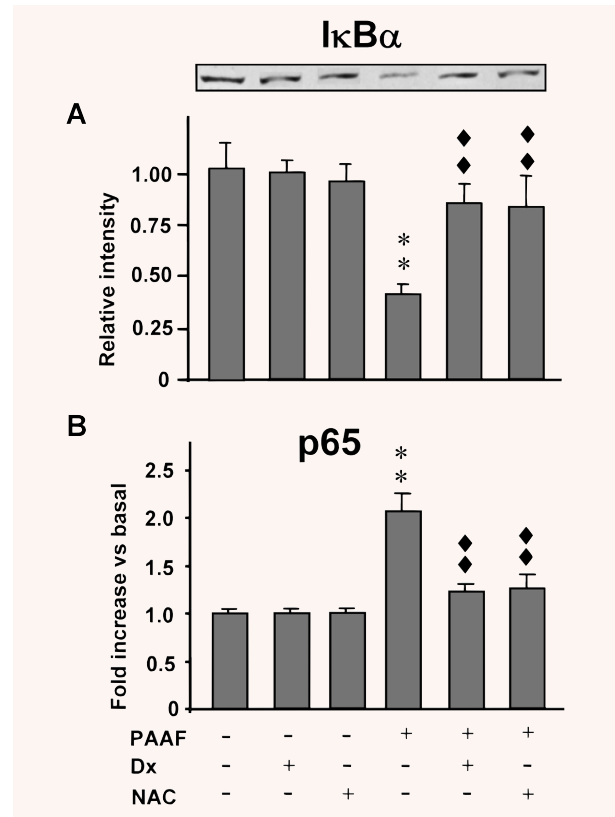 IκBα
A
Relative intensity
1.00
0.75
0.50
0.25
0
* *
♦ ♦
♦ ♦
B
p65
Fold increase vs basal
2.5
2.0
1.5
1.0
0.5
0
* *
♦ ♦
♦ ♦
PAAF - - - + + +
Dx - + - - + -
NAC - - + - - +